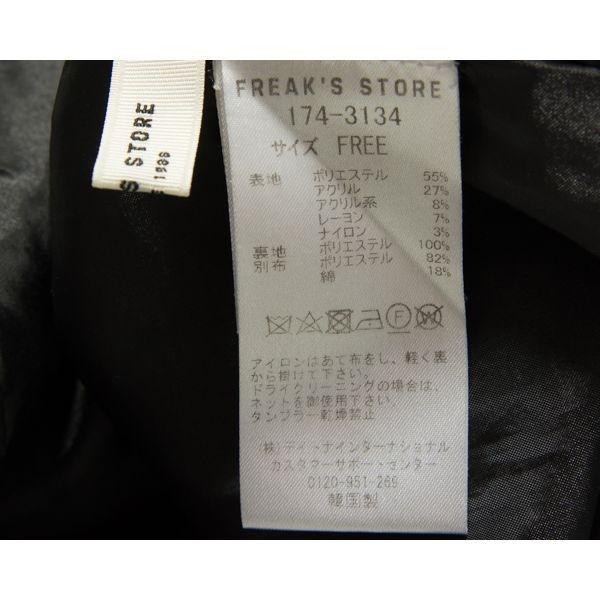 'S STORE
1986
FREAK'S STORE
174-3134
サイズ FREE
表地 ポリエステル 55%
アクリル 27%
アクリル系 8%
レーヨン 7%
ナイロン 3%
裏地 ポリエステル 100%
別布 ポリエステル 82%
綿 18%
F W
アイロンはあて布をし、軽く裏
から掛けて下さい。
ドライクリーニングの場合は、
ネットを御使用下さい。
タンブラー乾燥禁止
(株)デイトナインターナショナル
カスタマーサポートセンター
0120-951-269
韓国製